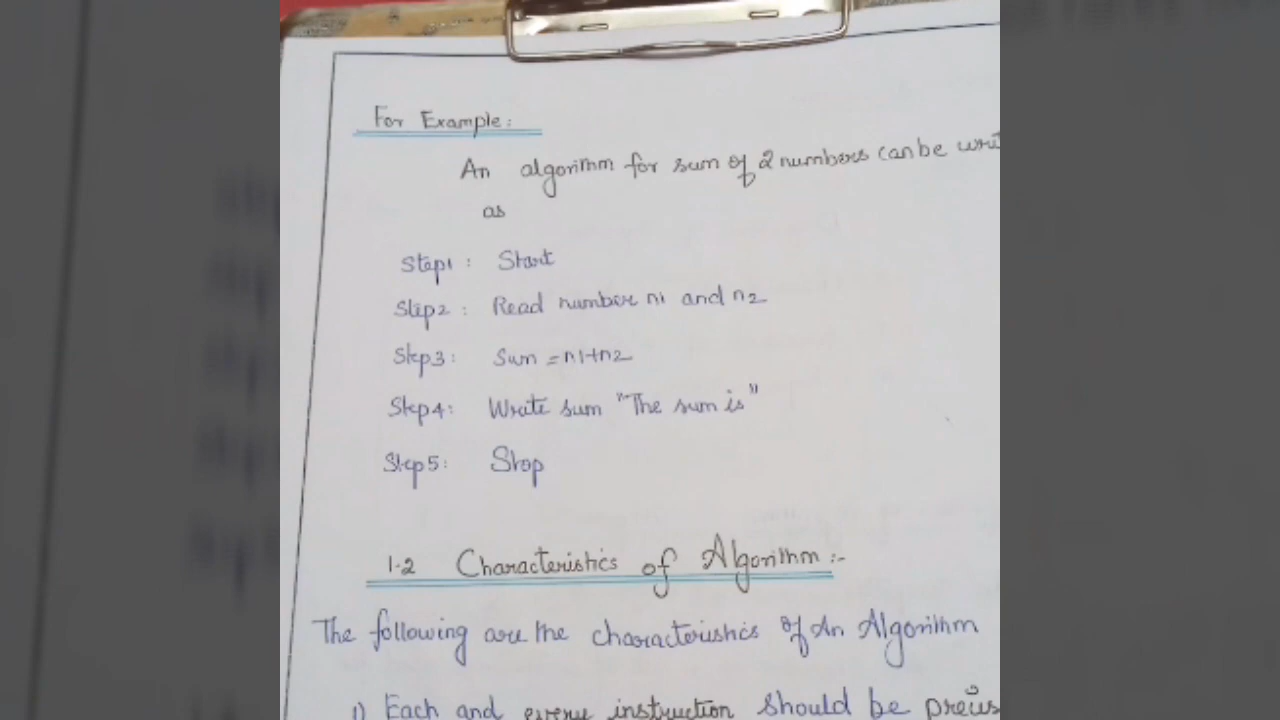 For Example:
An algorithm for sum of 2 numbers can be
as
Step1: Start
Step2: Read number n1 and n2
Step3: Sum = n1+n2
Step4: Write sum "The sum is"
Step5: Stop
1.2 Characteristics of Algorithm:-
The following are the characteristics of An Algorithm
1) Each and every instruction should be